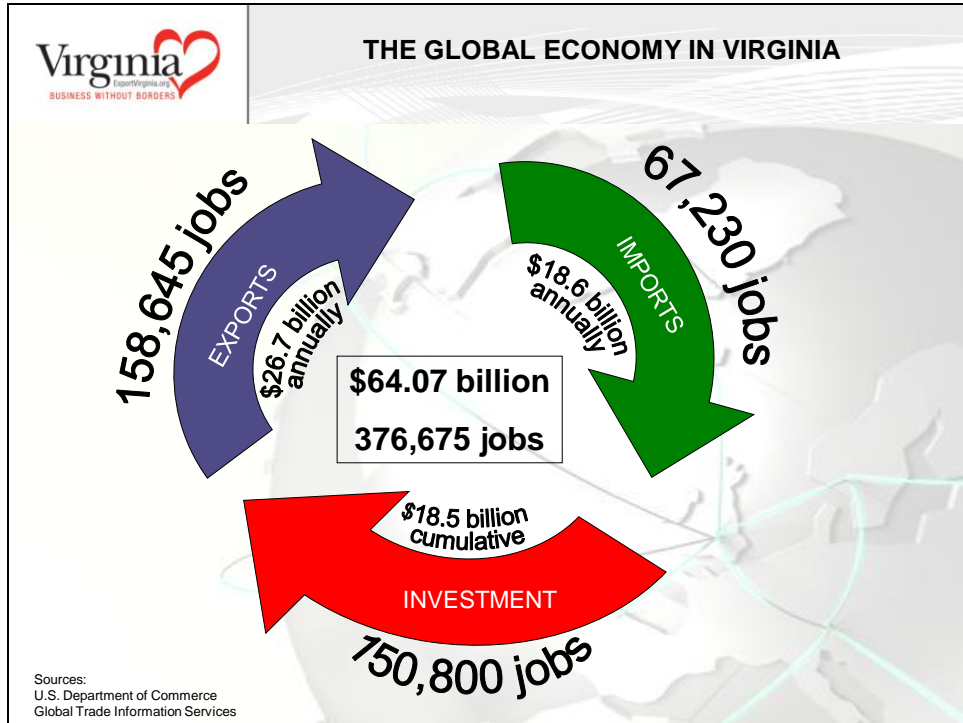 Virginia
ExportVirginia.org
BUSINESS WITHOUT BORDERS
THE GLOBAL ECONOMY IN VIRGINIA
158,645 jobs
EXPORTS
$26.7 billion
annually
67,230 jobs
IMPORTS
$18.6 billion
annually
$64.07 billion
376,675 jobs
$18.5 billion
cumulative
INVESTMENT
150,800 jobs
Sources:
U.S. Department of Commerce
Global Trade Information Services